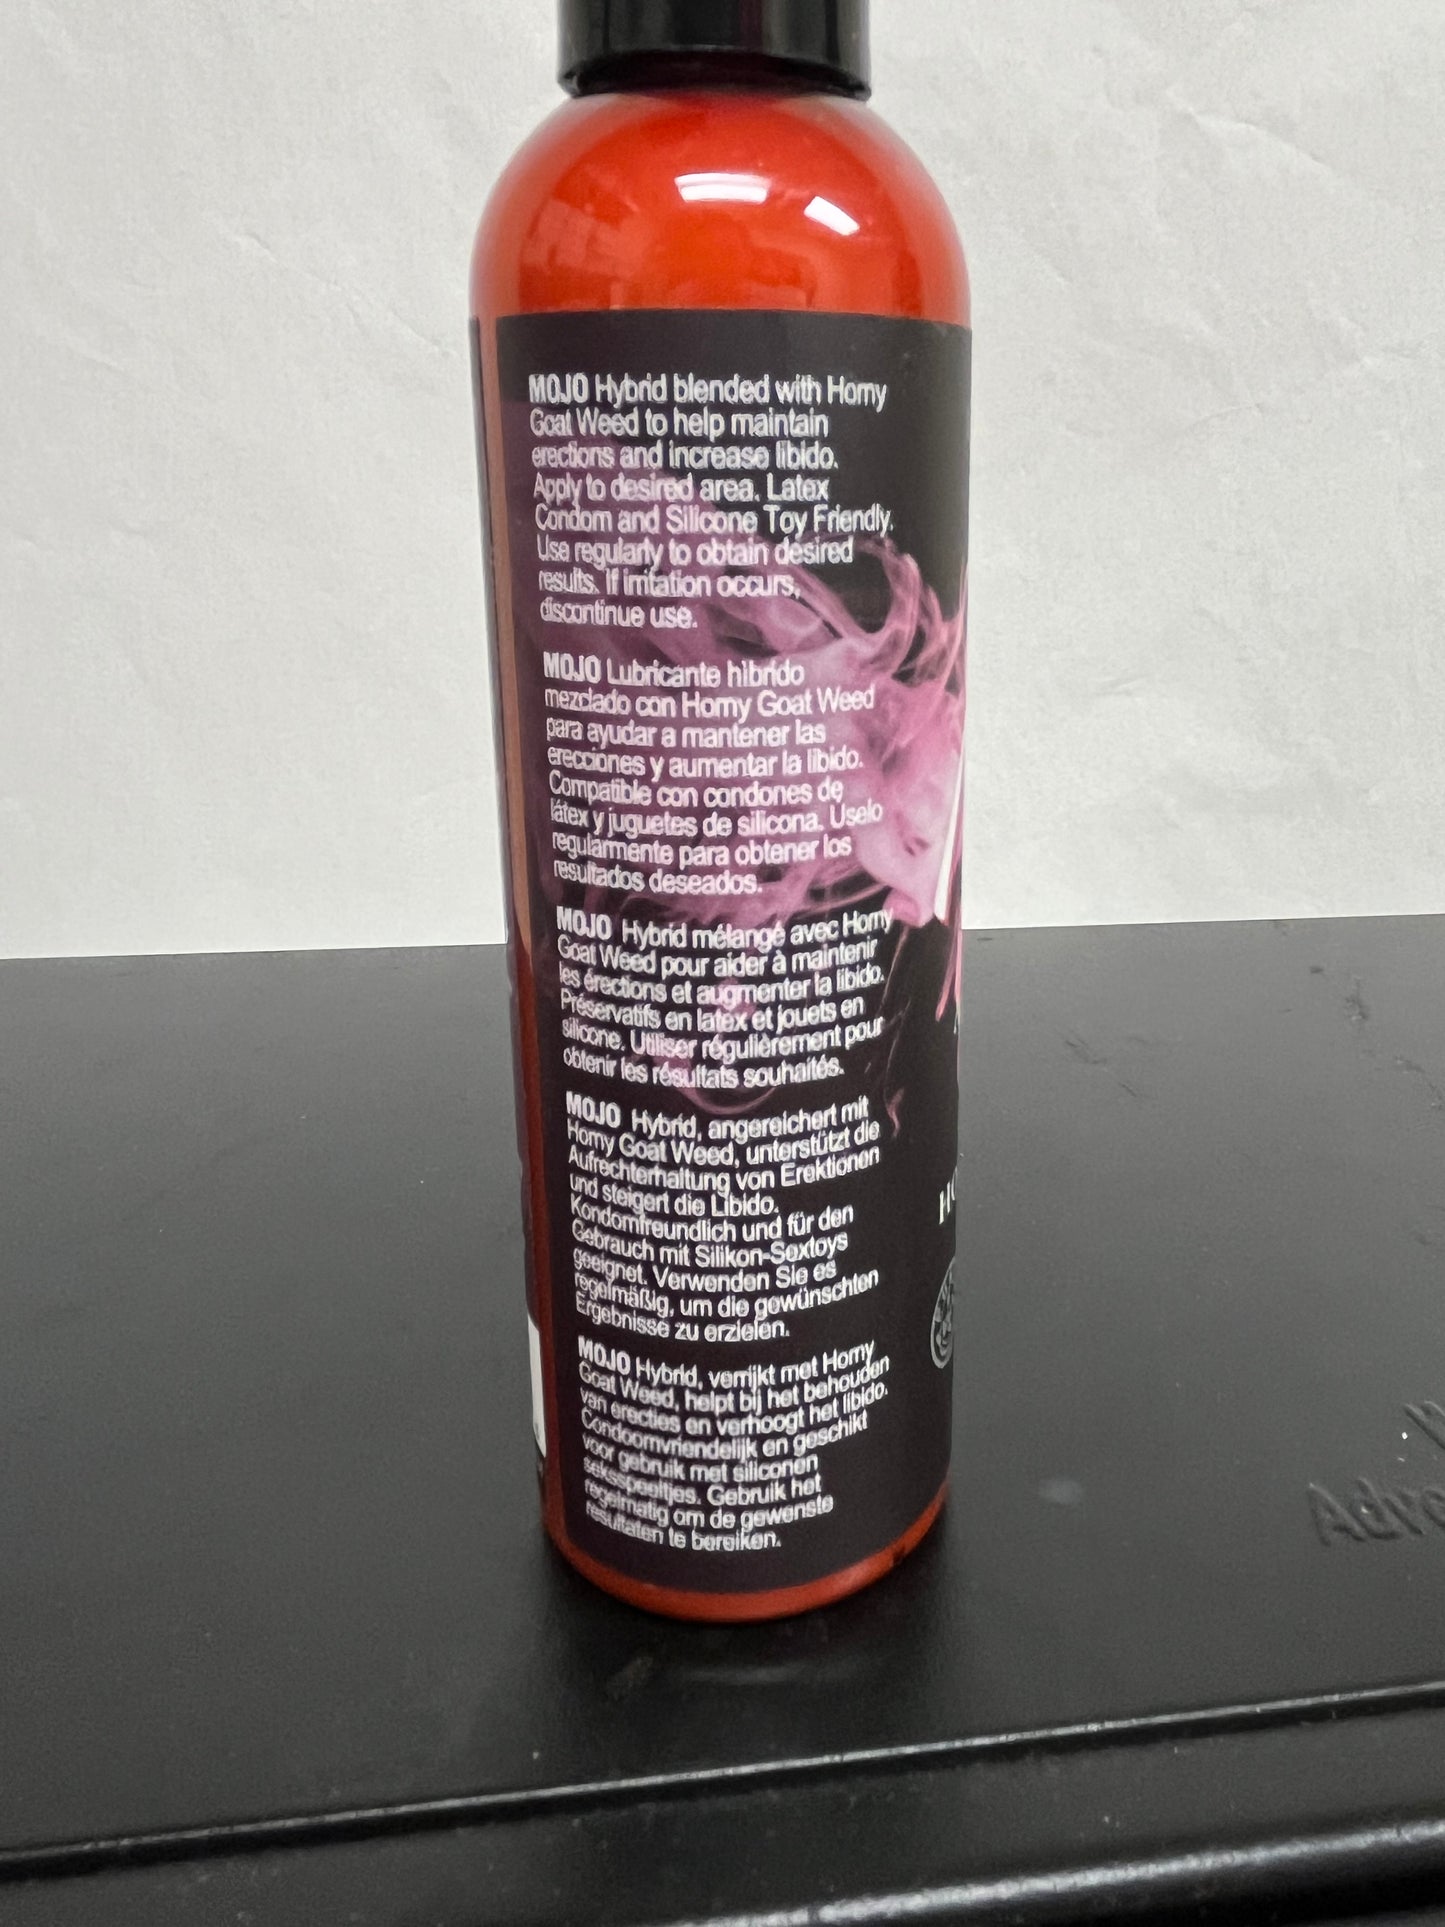 MOJO Hybrid blended with Horny
Goat Weed to help maintain
erections and increase libido.
Apply to desired area. Latex
Condom and Silicone Toy Friendly.
Use regularly to obtain desired
results. If irritation occurs,
discontinue use.
MOJO Lubricante hìbrido
mezclado con Horny Goat Weed
para ayudar a mantener las
erecciones y aumentar la libido.
Compatible con condones de
látex y juguetes de silicona. Uselo
regularmente para obtener los
resultados deseados.
MOJO Hybrid mélangé avec Horny
Goat Weed pour aider à maintenir
les érections et augmenter la libido.
Préservatifs en latex et jouets en
silicone. Utiliser régulièrement pour
obtenir les résultats souhaités.
MOJO Hybrid, angereichert mit
Horny Goat Weed, unterstützt die
Aufrechterhaltung von Erektionen
und steigert die Libido.
Kondomfreundlich und für den
Gebrauch mit Silikon-Sextoys
geeignet. Verwenden Sie es
regelmäßig, um die gewünschten
Ergebnisse zu erzielen.
MOJO Hybrid, verrijkt met Horny
Goat Weed, helpt bij het behouden
van erecties en verhoogt het libido.
Condoomvriendelijk en geschikt
voor gebruik met siliconen
seksspeeltjes. Gebruik het
regelmatig om de gewenste
resultaten te bereiken.